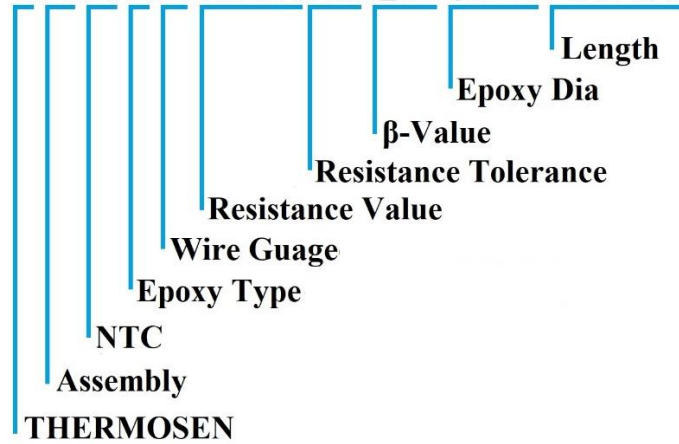 Length
Epoxy Dia
β-Value
Resistance Tolerance
Resistance Value
Wire Guage
Epoxy Type
NTC
Assembly
THERMOSEN